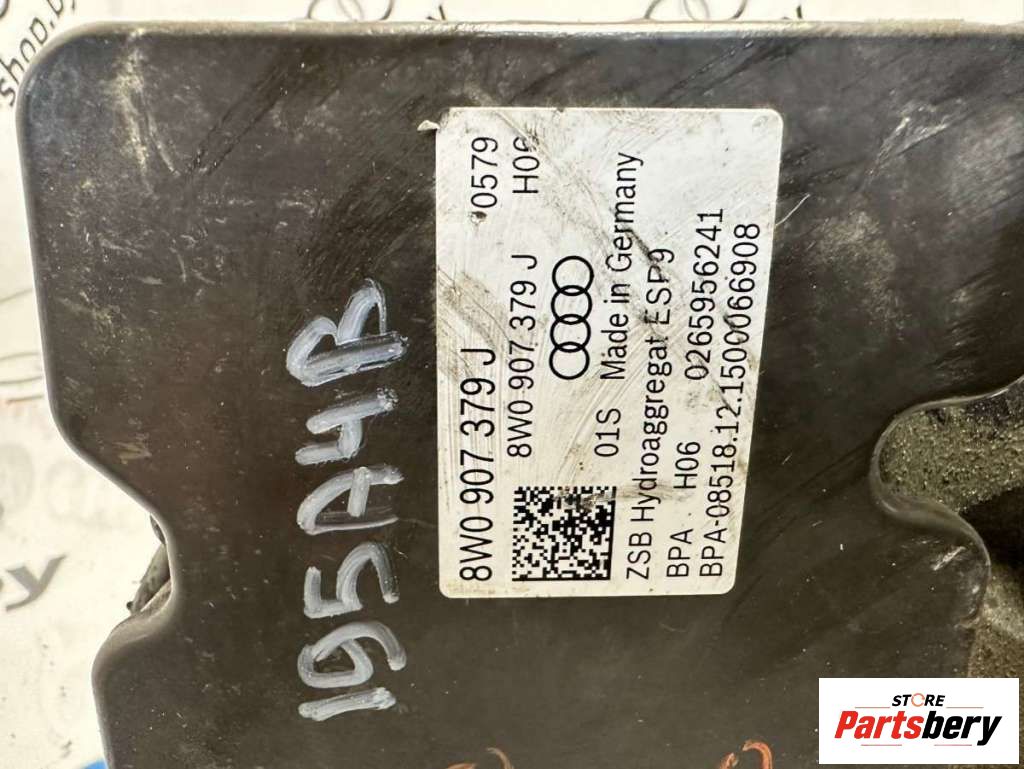 8W0 907 379 J 0579
8W0 907 379 J H06
01S Made in Germany
ZSB Hydroaggregat ESP9
BPA H06 0265956241
BPA-08518.12.1500066908
195A4B
STORE
Partsbery